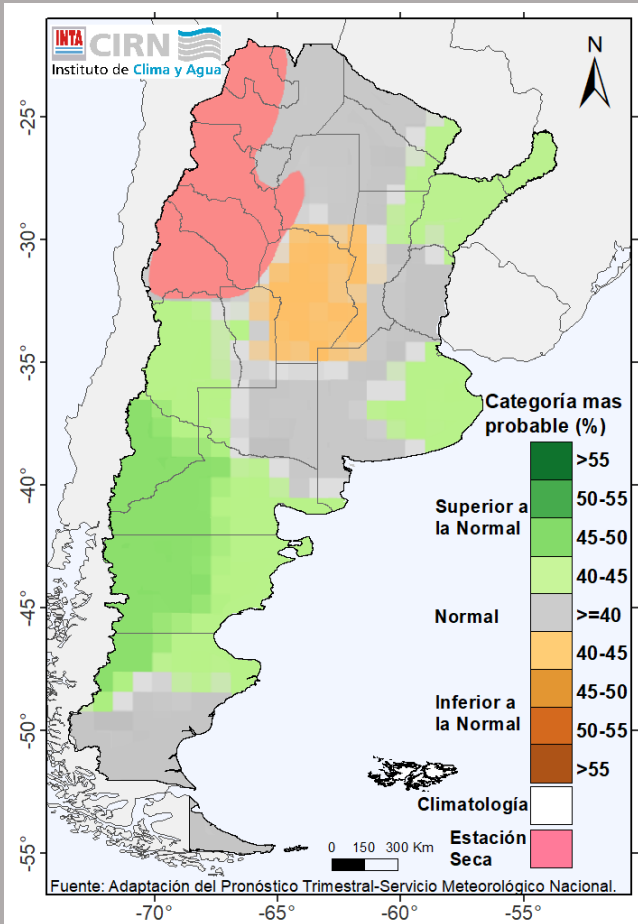 INTA CIRN
Instituto de Clima y Agua
N
-25°
-30°
-35°
-40°
-45°
-50°
-55°
Categoría mas
probable (%)
>55
50-55
Superior a
la Normal
45-50
40-45
Normal
>=40
40-45
45-50
Inferior a
la Normal
50-55
>55
Climatología
Estación
Seca
0 150 300 Km
Fuente: Adaptación del Pronóstico Trimestral-Servicio Meteorológico Nacional.
-70° -65° -60° -55°